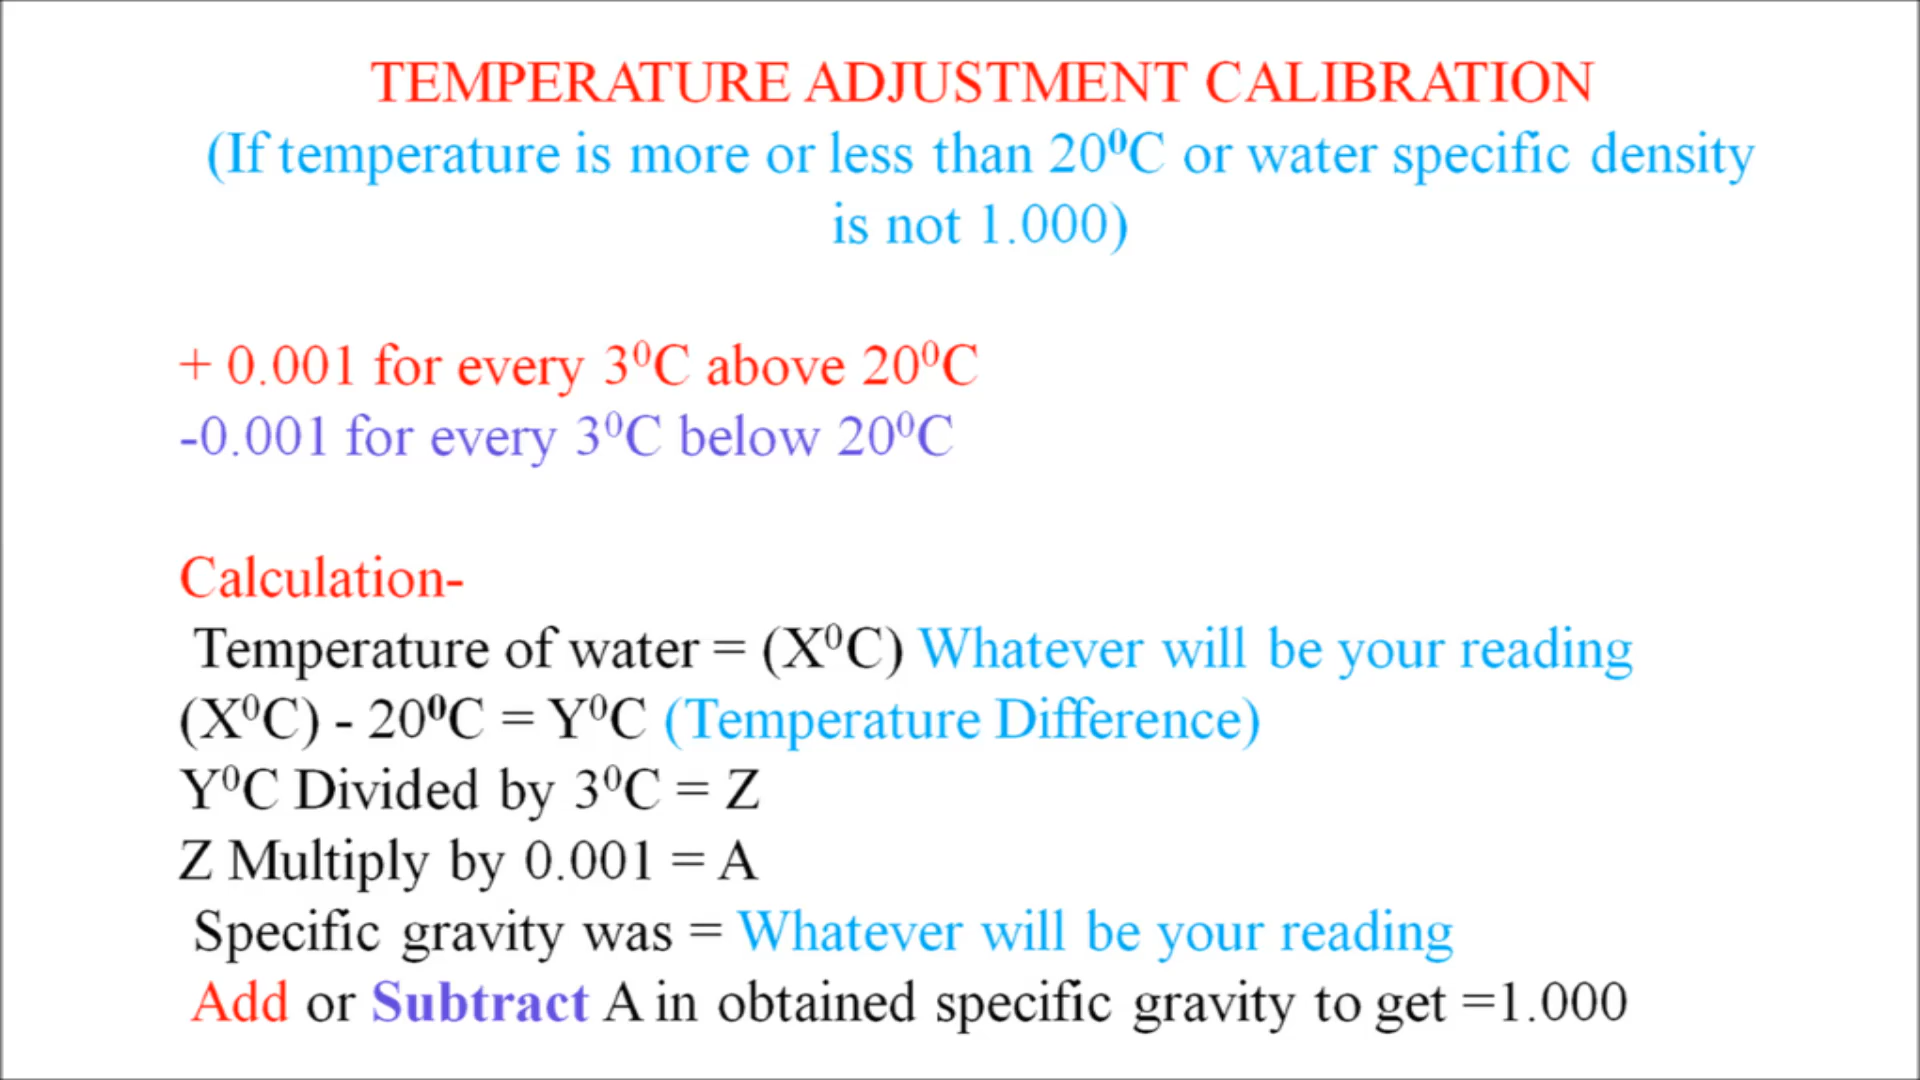 TEMPERATURE ADJUSTMENT CALIBRATION
(If temperature is more or less than 20⁰C or water specific density
is not 1.000)
+ 0.001 for every 3⁰C above 20⁰C
-0.001 for every 3⁰C below 20⁰C
Calculation-
Temperature of water = (X⁰C) Whatever will be your reading
(X⁰C) - 20⁰C = Y⁰C (Temperature Difference)
Y⁰C Divided by 3⁰C = Z
Z Multiply by 0.001 = A
Specific gravity was = Whatever will be your reading
Add or Subtract A in obtained specific gravity to get =1.000